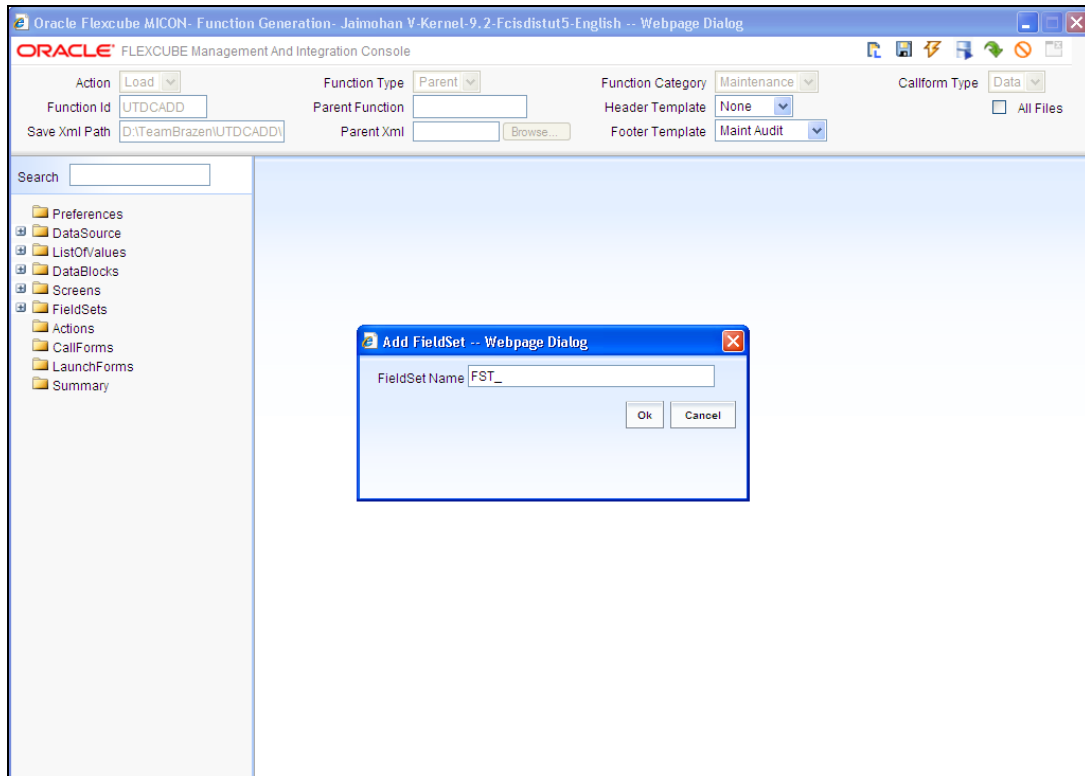 Oracle Flexcube MICON- Function Generation- Jaimohan V-Kernel-9.2-Fcisdistut5-English -- Webpage Dialog
ORACLE FLEXCUBE Management And Integration Console
Action Load Function Type Parent Function Category Maintenance Callform Type Data
Function Id UTDCADD Parent Function Header Template None All Files
Save Xml Path D:\TeamBrazen\UTDCADD\ Parent Xml Browse... Footer Template Maint Audit
Search
Preferences
DataSource
ListOfValues
DataBlocks
Screens
FieldSets
Actions
CallForms
LaunchForms
Summary
Add FieldSet -- Webpage Dialog
FieldSet Name FST_
Ok Cancel